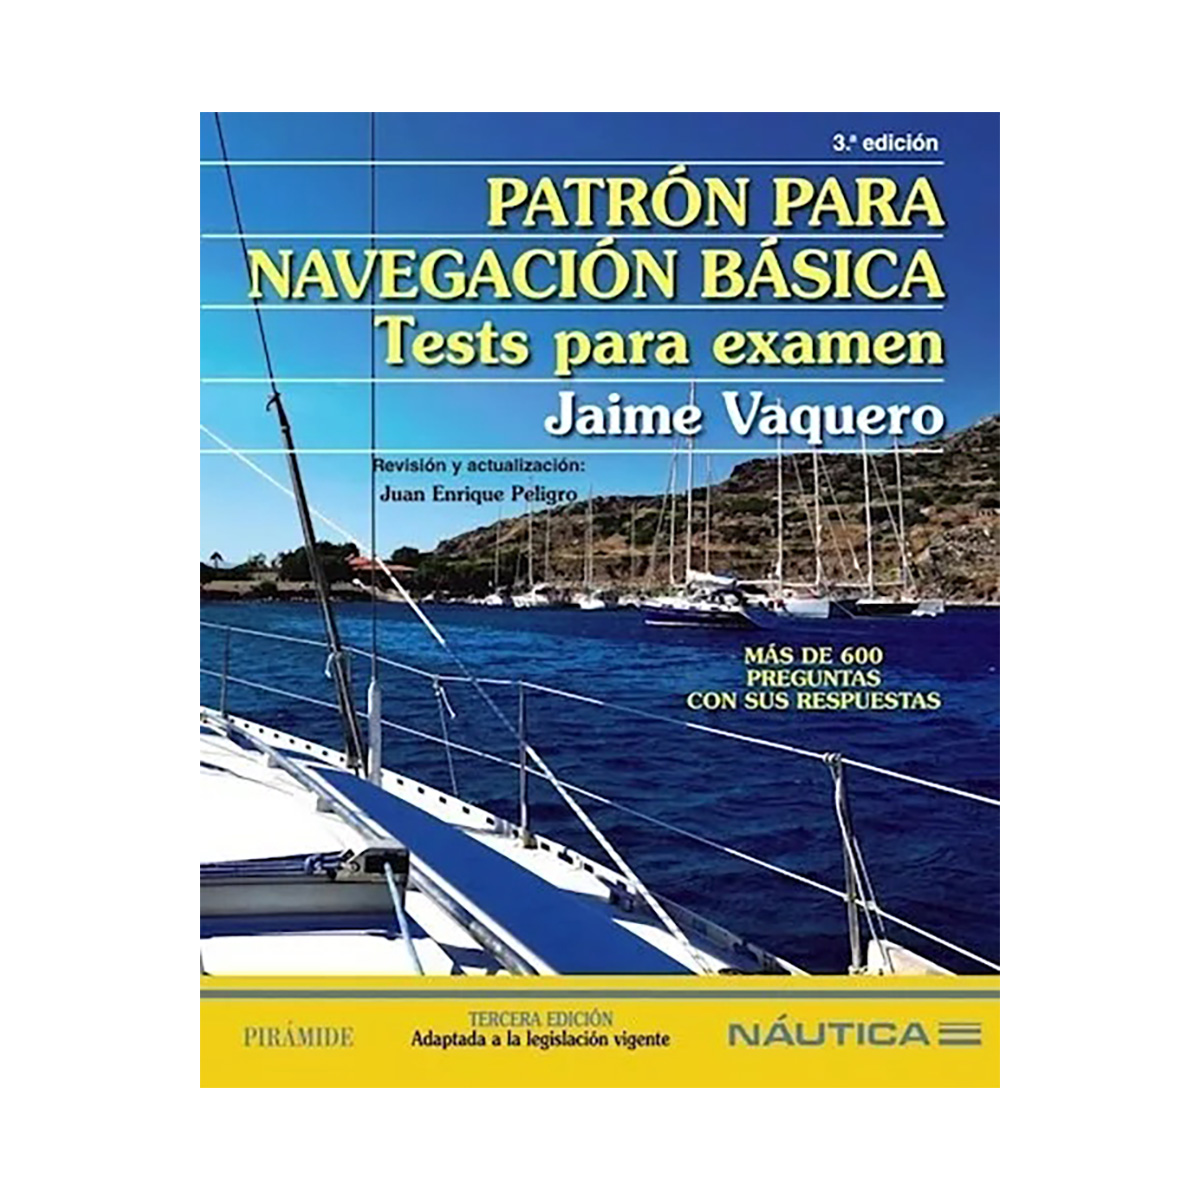 3.ª edición
PATRÓN PARA
NAVEGACIÓN BÁSICA
Tests para examen
Jaime Vaquero
Revisión y actualización:
Juan Enrique Peligro
MÁS DE 600
PREGUNTAS
CON SUS RESPUESTAS
PIRÁMIDE
TERCERA EDICIÓN
Adaptada a la legislación vigente
NÁUTICA